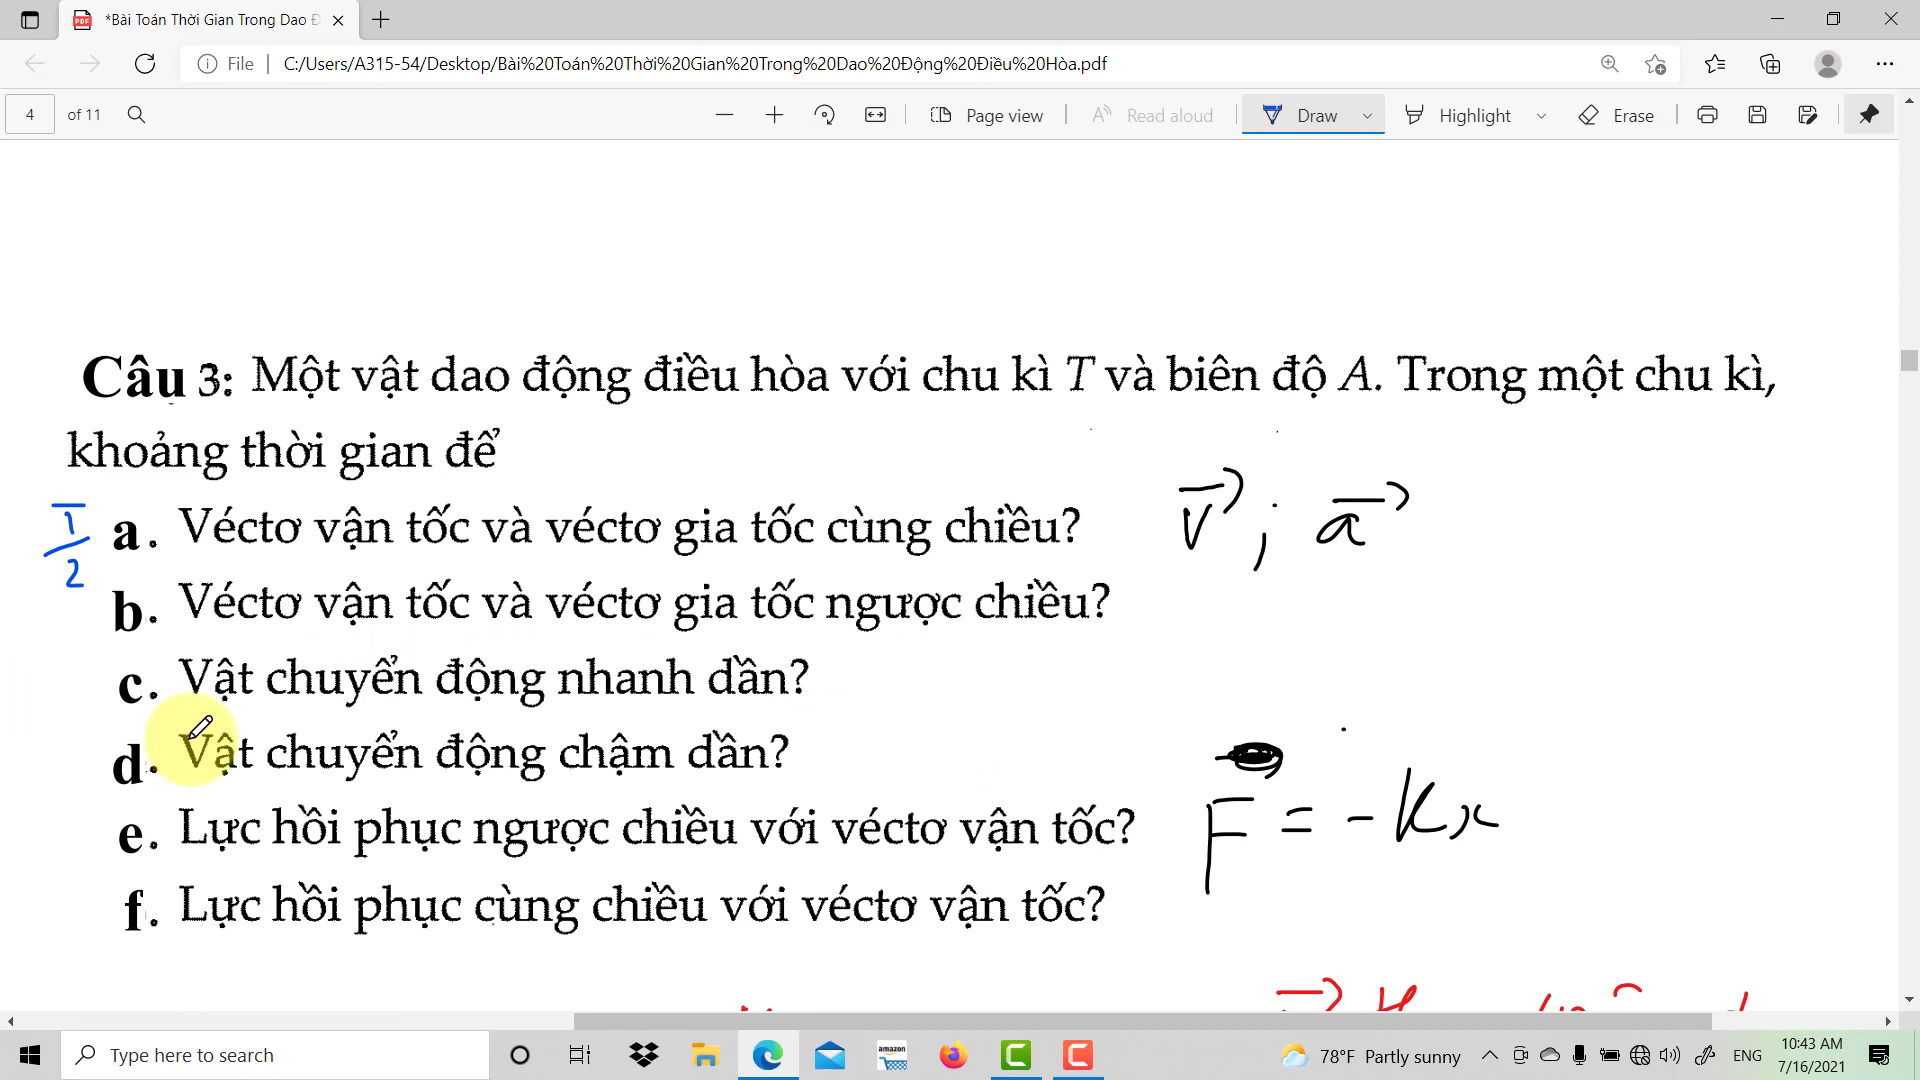 *Bài Toán Thời Gian Trong Dao Đ
File
C:/Users/A315-54/Desktop/Bài%20Toán%20Thời%20Gian%20Trong%20Dao%20Động%20Điều%20Hòa.pdf
4 of 11
Page view
Read aloud
Draw
Highlight
Erase
Câu 3: Một vật dao động điều hòa với chu kì T và biên độ A. Trong một chu kì,
khoảng thời gian để
T/2
a. Véctơ vận tốc và véctơ gia tốc cùng chiều?
v⃗ ; a⃗
b. Véctơ vận tốc và véctơ gia tốc ngược chiều?
c. Vật chuyển động nhanh dần?
d. Vật chuyển động chậm dần?
e. Lực hồi phục ngược chiều với véctơ vận tốc?
F = -kx
f. Lực hồi phục cùng chiều với véctơ vận tốc?
Type here to search
amazon
78°F Partly sunny
ENG
10:43 AM
7/16/2021